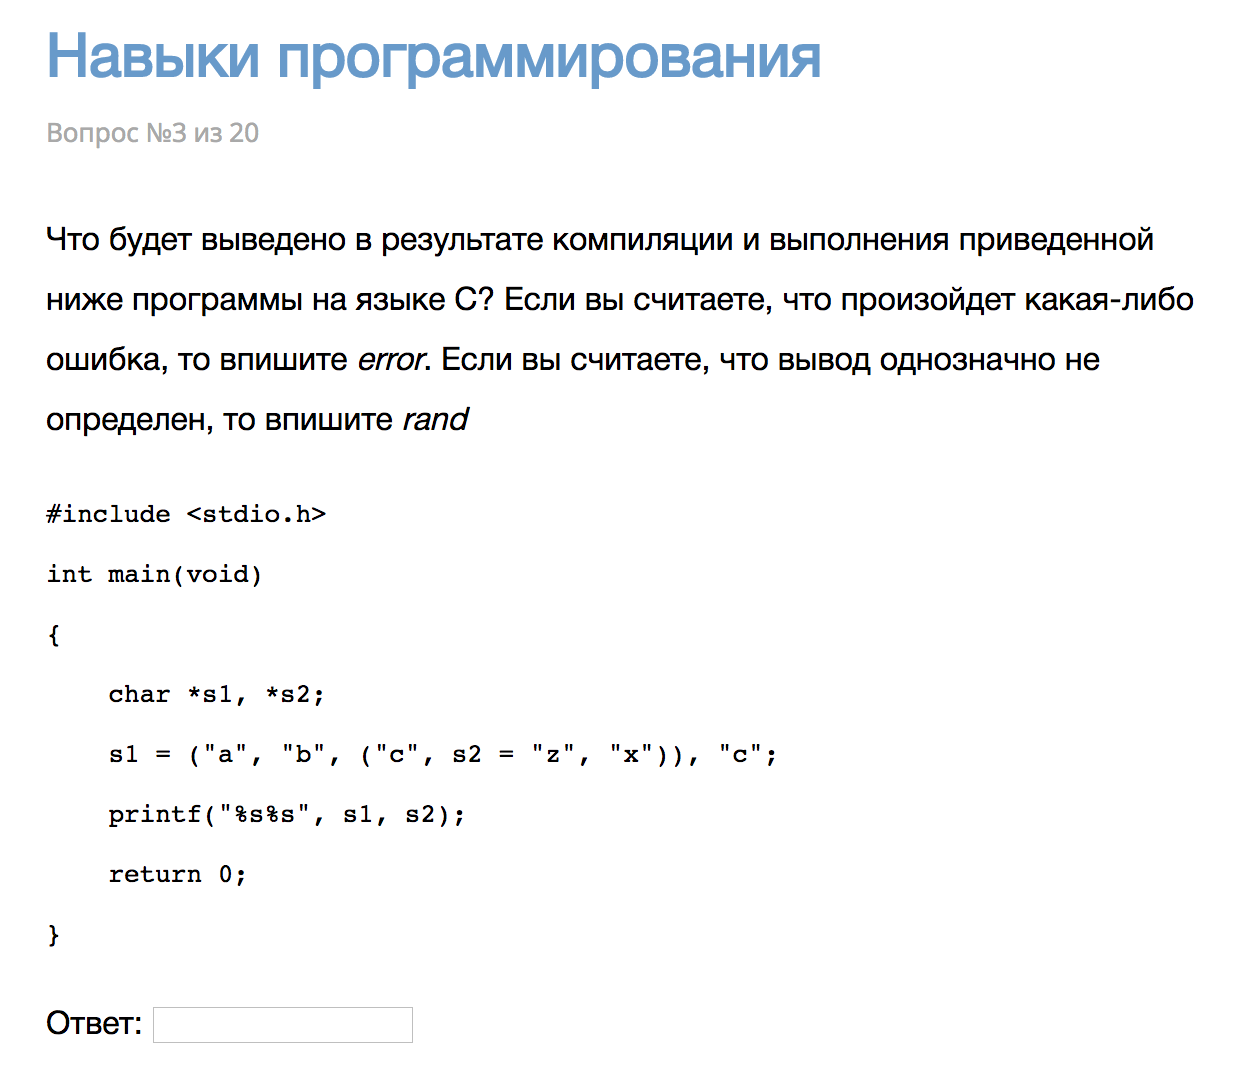 Навыки программирования
Вопрос №3 из 20
Что будет выведено в результате компиляции и выполнения приведенной
ниже программы на языке C? Если вы считаете, что произойдет какая-либо
ошибка, то впишите error. Если вы считаете, что вывод однозначно не
определен, то впишите rand
#include <stdio.h>
int main(void)
{
    char *s1, *s2;
    s1 = ("a", "b", ("c", s2 = "z", "x")), "c";
    printf("%s%s", s1, s2);
    return 0;
}
Ответ: